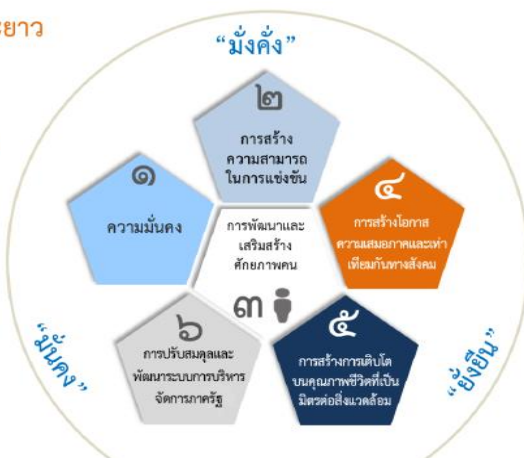 ยาว
“มั่งคั่ง”
๒
การสร้าง
ความสามารถ
ในการแข่งขัน
๑
ความมั่นคง
๔
การสร้างโอกาส
ความเสมอภาคและเท่า
เทียมกันทางสังคม
การพัฒนาและ
เสริมสร้าง
ศักยภาพคน
๓
๖
การปรับสมดุลและ
พัฒนาระบบการบริหาร
จัดการภาครัฐ
๕
การสร้างการเติบโต
บนคุณภาพชีวิตที่เป็น
มิตรต่อสิ่งแวดล้อม
“มั่นคง”
“ยั่งยืน”